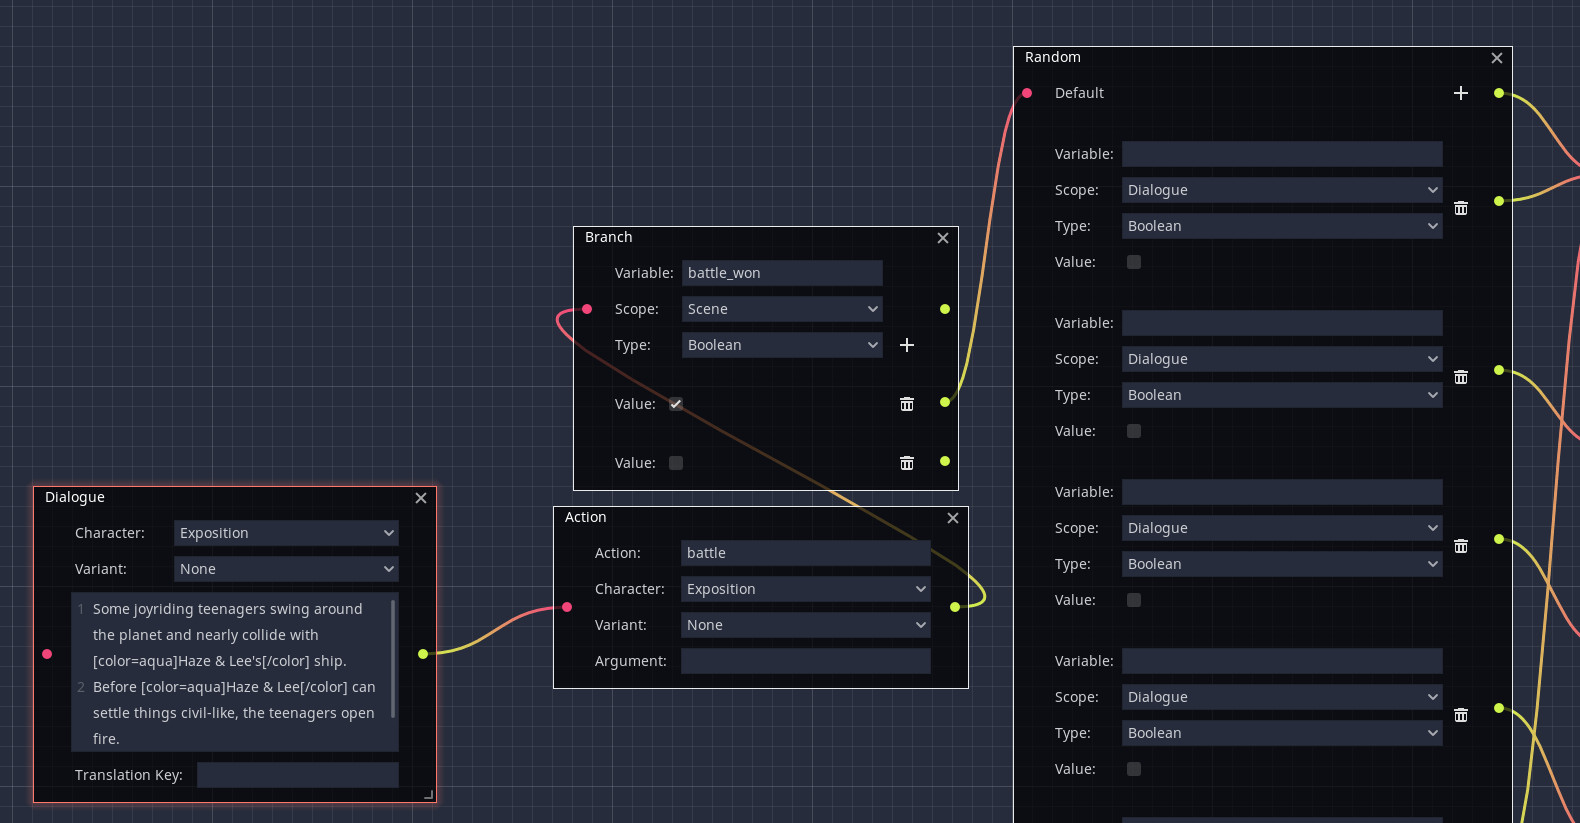 Random
Default
Variable:
Scope: Dialogue
Type: Boolean
Value:
Variable:
Scope: Dialogue
Type: Boolean
Value:
Variable:
Scope: Dialogue
Type: Boolean
Value:
Variable:
Scope: Dialogue
Type: Boolean
Value:
Branch
Variable: battle_won
Scope: Scene
Type: Boolean
Value:
Value:
Dialogue
Character: Exposition
Variant: None
1 Some joyriding teenagers swing around
the planet and nearly collide with
[color=aqua]Haze & Lee's[/color] ship.
2 Before [color=aqua]Haze & Lee[/color] can
settle things civil-like, the teenagers open
fire.
Translation Key:
Action
Action: battle
Character: Exposition
Variant: None
Argument: